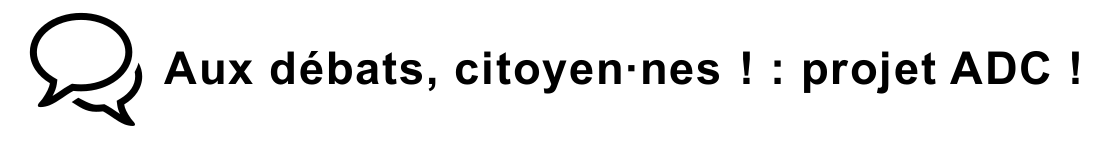 Aux débats, citoyen·nes ! : projet ADC !